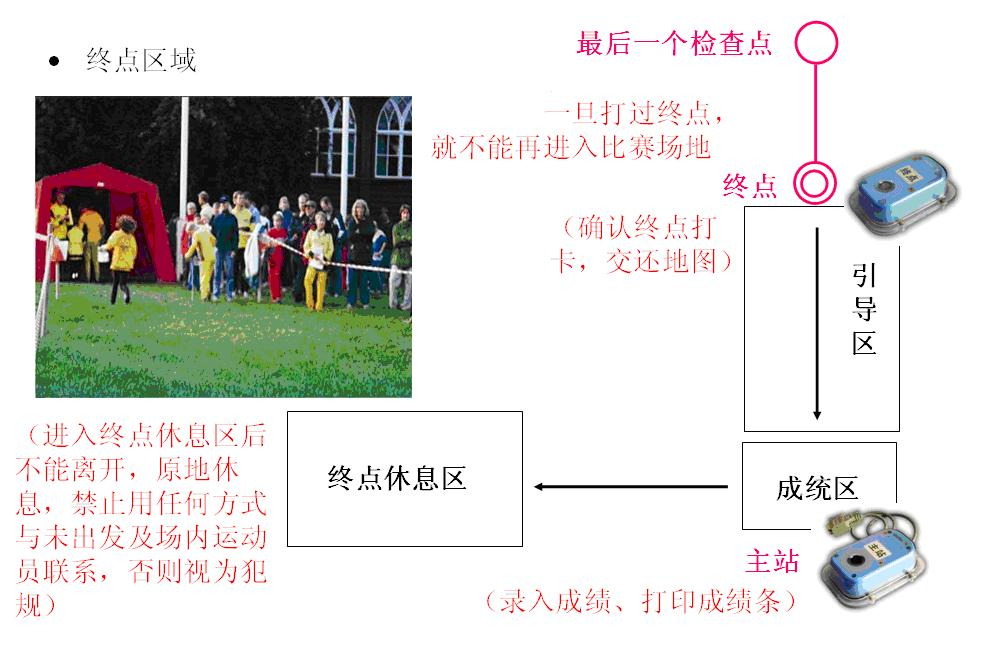 • 终点区域
最后一个检查点
一旦打过终点，
就不能再进入比赛场地
终点
终点
（确认终点打
卡，交还地图）
引
导
区
成统区
主站
主站
（录入成绩、打印成绩条）
终点休息区
（进入终点休息区后
不能离开，原地休
息，禁止用任何方式
与未出发及场内运动
员联系，否则视为犯
规）